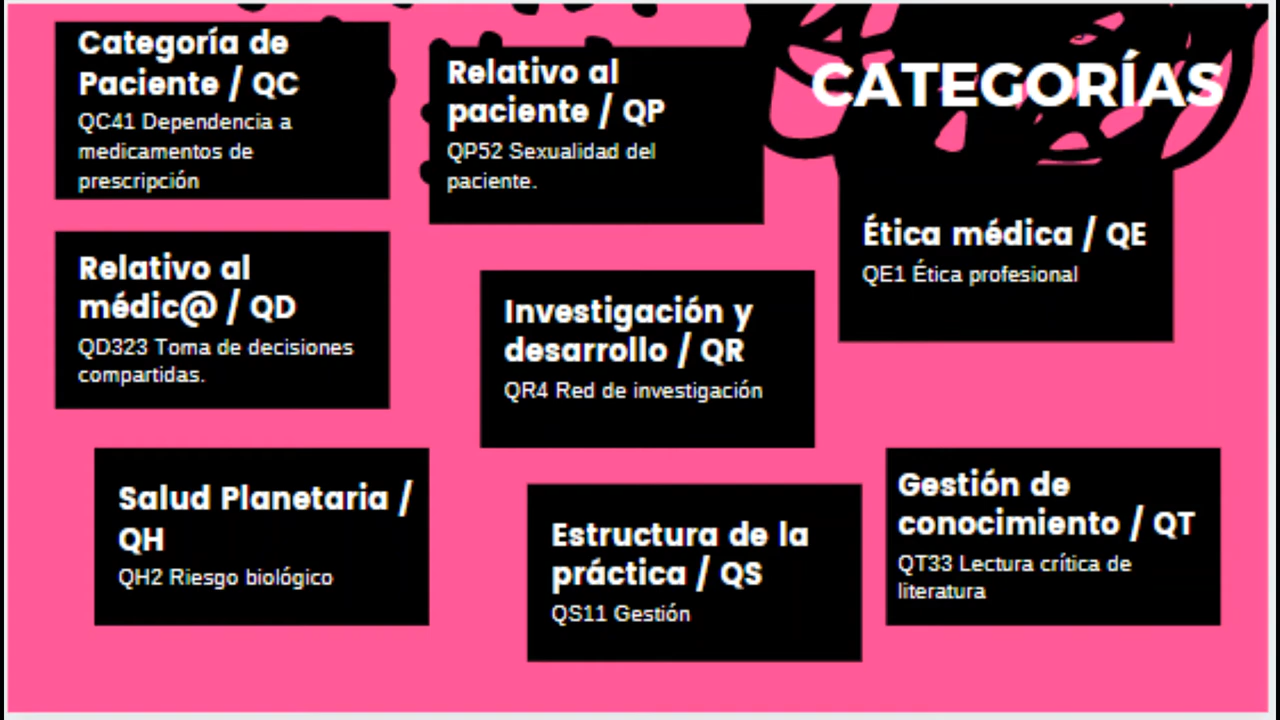 CATEGORÍAS
Categoría de
Paciente / QC
QC41 Dependencia a
medicamentos de
prescripción
Relativo al
paciente / QP
QP52 Sexualidad del
paciente.
Ética médica / QE
QE1 Ética profesional
Relativo al
médic@ / QD
QD323 Toma de decisiones
compartidas.
Investigación y
desarrollo / QR
QR4 Red de investigación
Salud Planetaria /
QH
QH2 Riesgo biológico
Estructura de la
práctica / QS
QS11 Gestión
Gestión de
conocimiento / QT
QT33 Lectura crítica de
literatura